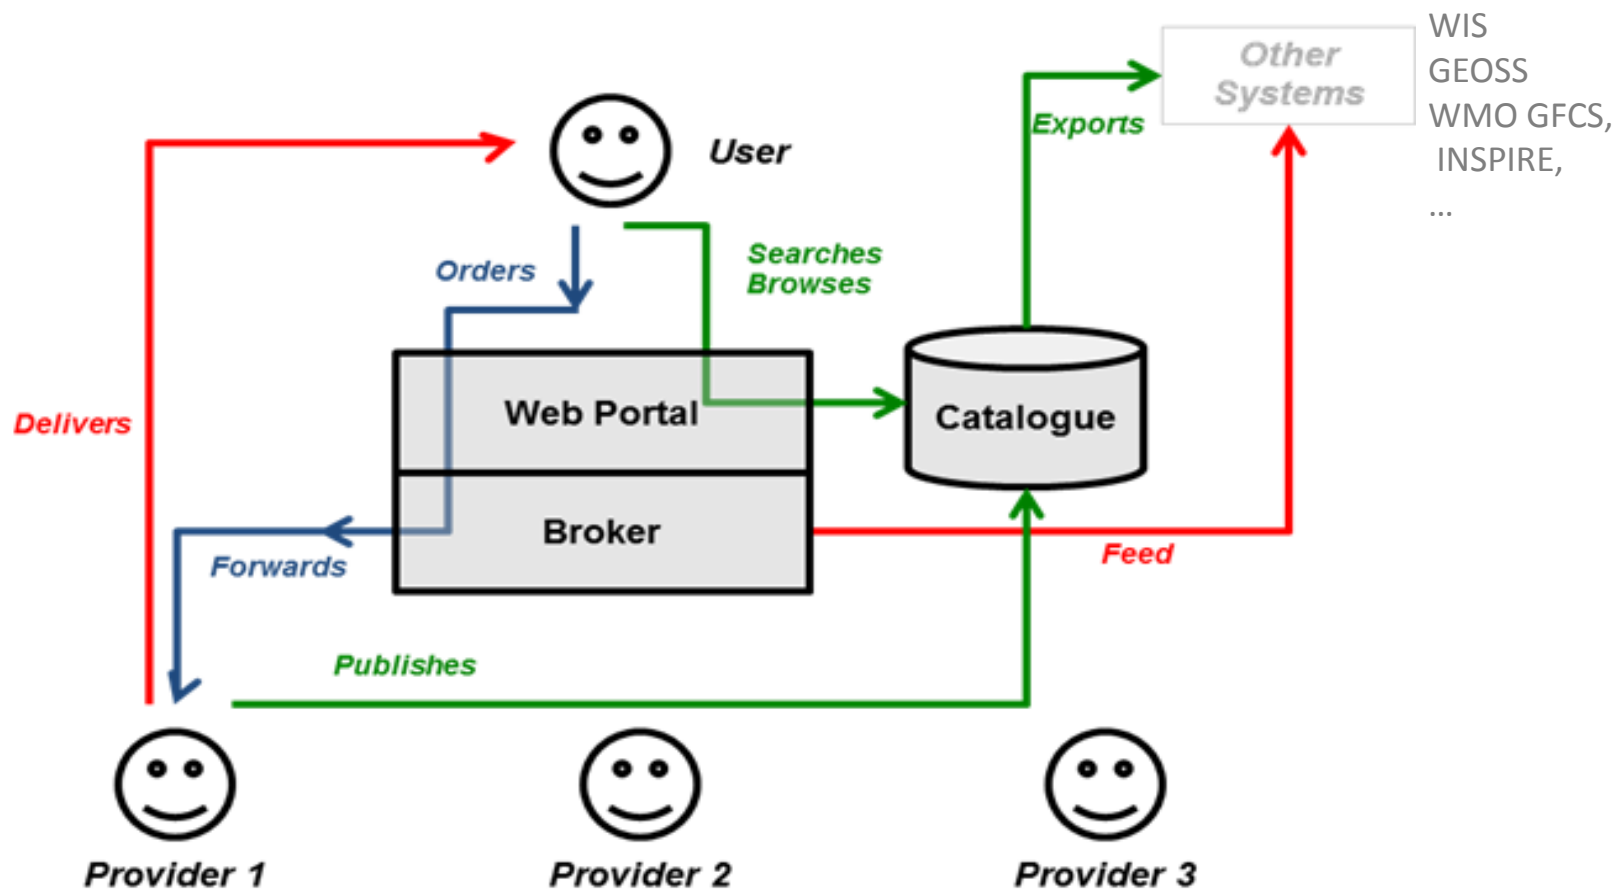 WIS
Other
Systems
GEOSS
WMO GFCS,
INSPIRE,
...
Exports
User
Searches
Browses
Orders
Delivers
Web Portal
Catalogue
Broker
Feed
Forwards
Publishes
Provider 1
Provider 2
Provider 3